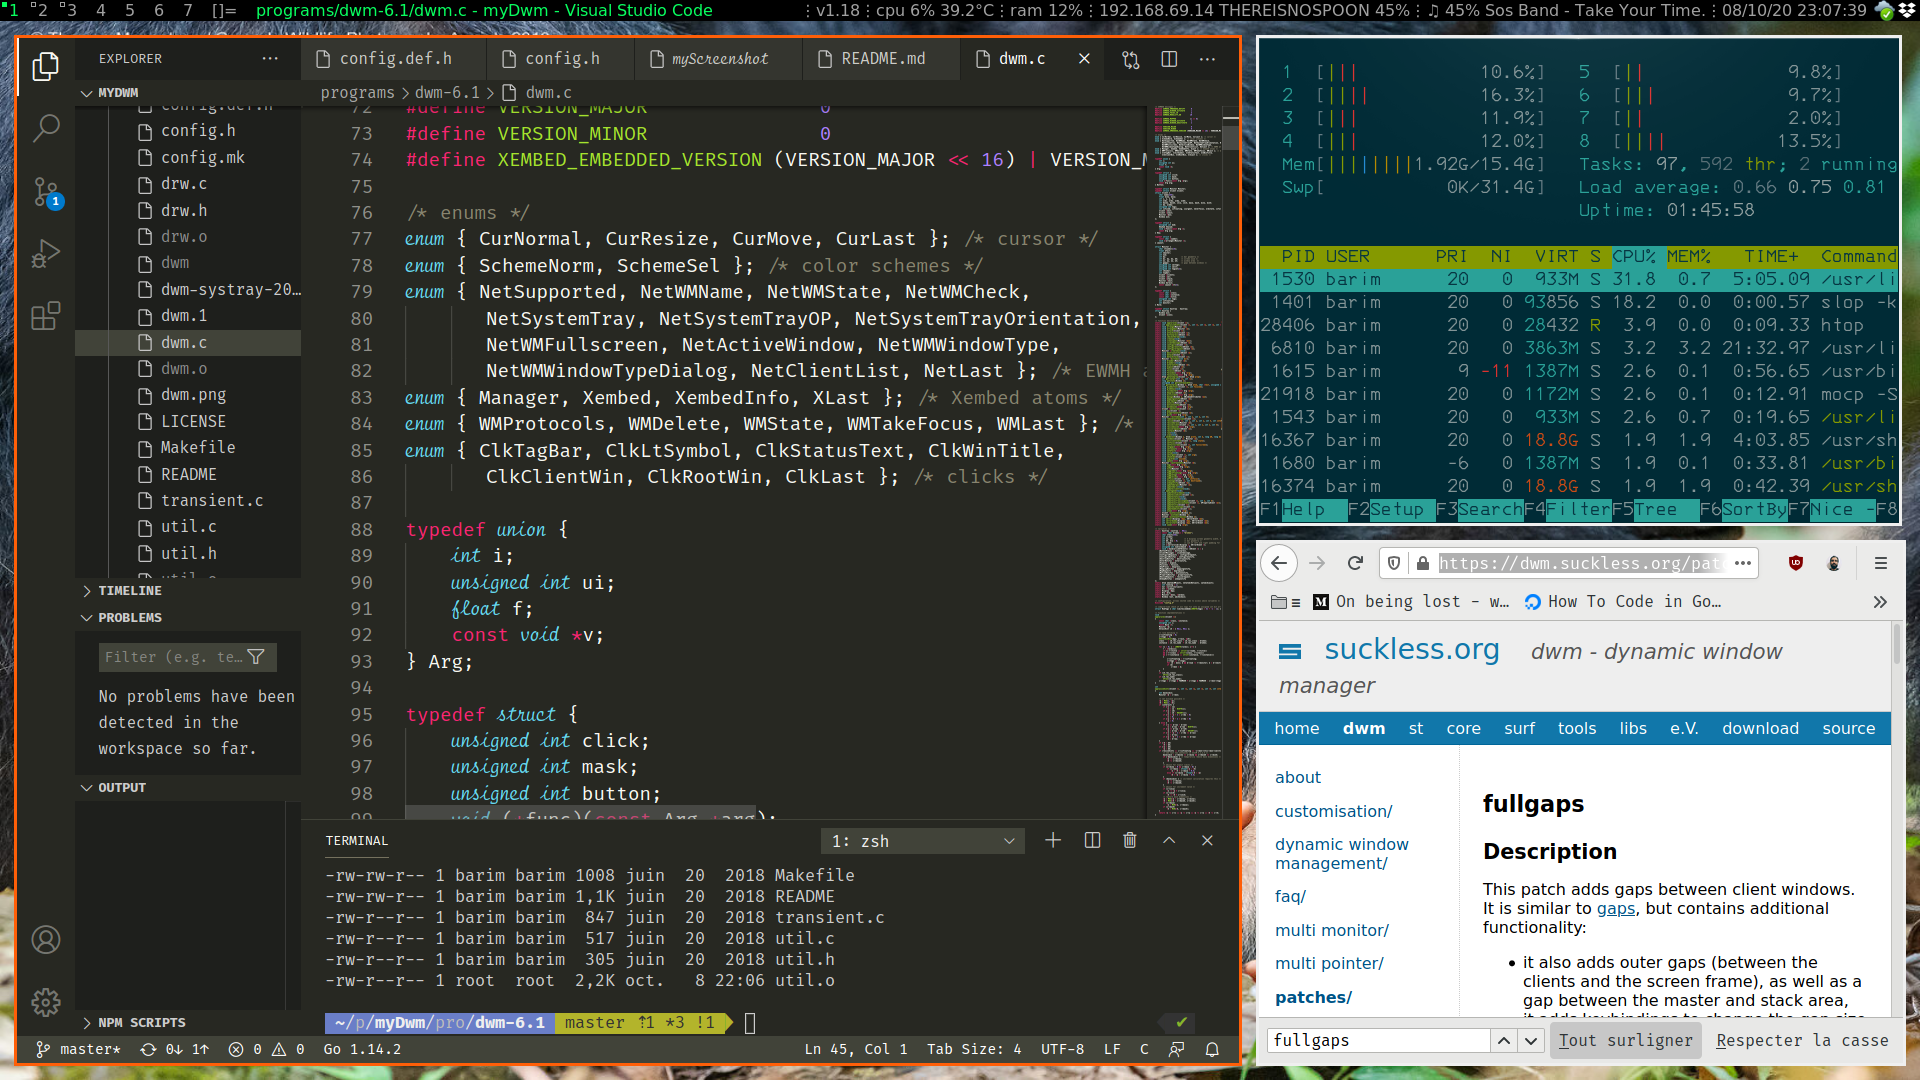 1 2 3 4 5 6 7 []= programs/dwm-6.1/dwm.c - myDwm - Visual Studio Code
⋮ v1.18 ⋮ cpu 6% 39.2°C ⋮ ram 12% ⋮ 192.168.69.14 THEREISNOSPOON 45% ⋮ ♫ 45% Sos Band - Take Your Time. ⋮ 08/10/20 23:07:39
EXPLORER ···
MYDWM
config.def.h
config.h
config.mk
drw.c
drw.h
drw.o
dwm
dwm-systray-20…
dwm.1
dwm.c
dwm.o
dwm.png
LICENSE
Makefile
README
transient.c
util.c
util.h
TIMELINE
PROBLEMS
Filter (e.g. te…
No problems have been
detected in the
workspace so far.
OUTPUT
NPM SCRIPTS
1
config.def.h config.h myScreenshot README.md dwm.c
programs > dwm-6.1 > dwm.c
72 #define VERSION_MAJOR 0
73 #define VERSION_MINOR 0
74 #define XEMBED_EMBEDDED_VERSION (VERSION_MAJOR << 16) | VERSION_M
75
76 /* enums */
77 enum { CurNormal, CurResize, CurMove, CurLast }; /* cursor */
78 enum { SchemeNorm, SchemeSel }; /* color schemes */
79 enum { NetSupported, NetWMName, NetWMState, NetWMCheck,
80 NetSystemTray, NetSystemTrayOP, NetSystemTrayOrientation,
81 NetWMFullscreen, NetActiveWindow, NetWMWindowType,
82 NetWMWindowTypeDialog, NetClientList, NetLast }; /* EWMH a
83 enum { Manager, Xembed, XembedInfo, XLast }; /* Xembed atoms */
84 enum { WMProtocols, WMDelete, WMState, WMTakeFocus, WMLast }; /*
85 enum { ClkTagBar, ClkLtSymbol, ClkStatusText, ClkWinTitle,
86 ClkClientWin, ClkRootWin, ClkLast }; /* clicks */
87
88 typedef union {
89 int i;
90 unsigned int ui;
91 float f;
92 const void *v;
93 } Arg;
94
95 typedef struct {
96 unsigned int click;
97 unsigned int mask;
98 unsigned int button;
99 void (*func)(const Arg *arg);
TERMINAL 1: zsh
-rw-rw-r-- 1 barim barim 1008 juin 20 2018 Makefile
-rw-rw-r-- 1 barim barim 1,1K juin 20 2018 README
-rw-r--r-- 1 barim barim 847 juin 20 2018 transient.c
-rw-r--r-- 1 barim barim 517 juin 20 2018 util.c
-rw-r--r-- 1 barim barim 305 juin 20 2018 util.h
-rw-r--r-- 1 root root 2,2K oct. 8 22:06 util.o
~/p/myDwm/pro/dwm-6.1 master ⇡1 *3 !1 ✔
master* 0↓ 1↑ 0 0 Go 1.14.2 Ln 45, Col 1 Tab Size: 4 UTF-8 LF C
1 [||| 10.6%] 5 [|| 9.8%]
2 [|||| 16.3%] 6 [||| 9.7%]
3 [||| 11.9%] 7 [|| 2.0%]
4 [||| 12.0%] 8 [|||| 13.5%]
Mem[|||||||||1.92G/15.4G] Tasks: 97, 592 thr; 2 running
Swp[ 0K/31.4G] Load average: 0.66 0.75 0.81
Uptime: 01:45:58
PID USER PRI NI VIRT S CPU% MEM% TIME+ Command
1530 barim 20 0 933M S 31.8 0.7 5:05.09 /usr/li
1401 barim 20 0 93856 S 18.2 0.0 0:00.57 slop -k
28406 barim 20 0 28432 R 3.9 0.0 0:09.33 htop
6810 barim 20 0 3863M S 3.2 3.2 21:32.97 /usr/li
1615 barim 9 -11 1387M S 2.6 0.1 0:56.65 /usr/bi
21918 barim 20 0 1172M S 2.6 0.1 0:12.91 mocp -S
1543 barim 20 0 933M S 2.6 0.7 0:19.65 /usr/li
16367 barim 20 0 18.8G S 1.9 1.9 4:03.85 /usr/sh
1680 barim -6 0 1387M S 1.9 0.1 0:33.81 /usr/bi
16374 barim 20 0 18.8G S 1.9 1.9 0:42.39 /usr/sh
F1Help F2Setup F3SearchF4FilterF5Tree F6SortByF7Nice -F8
https://dwm.suckless.org/patc ···
On being lost – w… How To Code in Go…
suckless.org dwm - dynamic window
manager
home dwm st core surf tools libs e.V. download source
about
customisation/
dynamic window
management/
faq/
multi monitor/
multi pointer/
patches/
fullgaps
Description
This patch adds gaps between client windows.
It is similar to gaps, but contains additional
functionality:
• it also adds outer gaps (between the
clients and the screen frame), as well as a
gap between the master and stack area,
it adds keybindings to change the gap size
fullgaps Tout surligner Respecter la casse